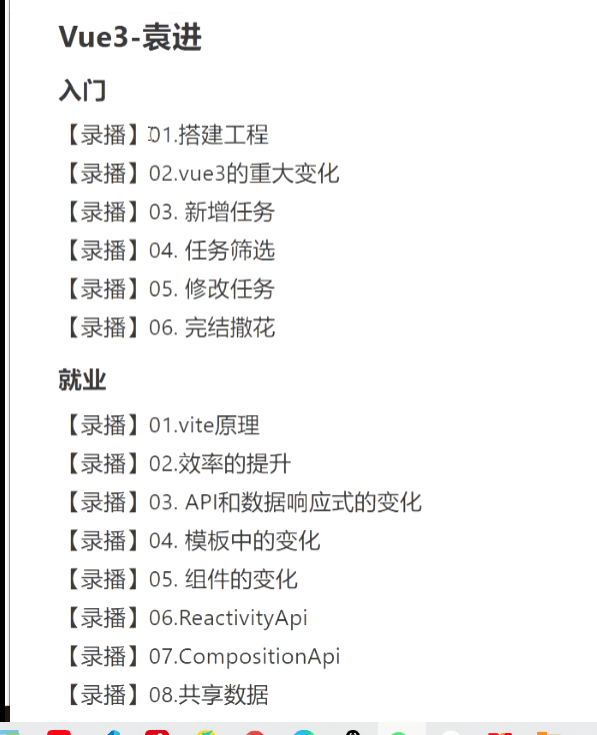 Vue3-袁进
入门
【录播】01.搭建工程
【录播】02.vue3的重大变化
【录播】03. 新增任务
【录播】04. 任务筛选
【录播】05. 修改任务
【录播】06. 完结撒花
就业
【录播】01.vite原理
【录播】02.效率的提升
【录播】03. API和数据响应式的变化
【录播】04. 模板中的变化
【录播】05. 组件的变化
【录播】06.ReactivityApi
【录播】07.CompositionApi
【录播】08.共享数据